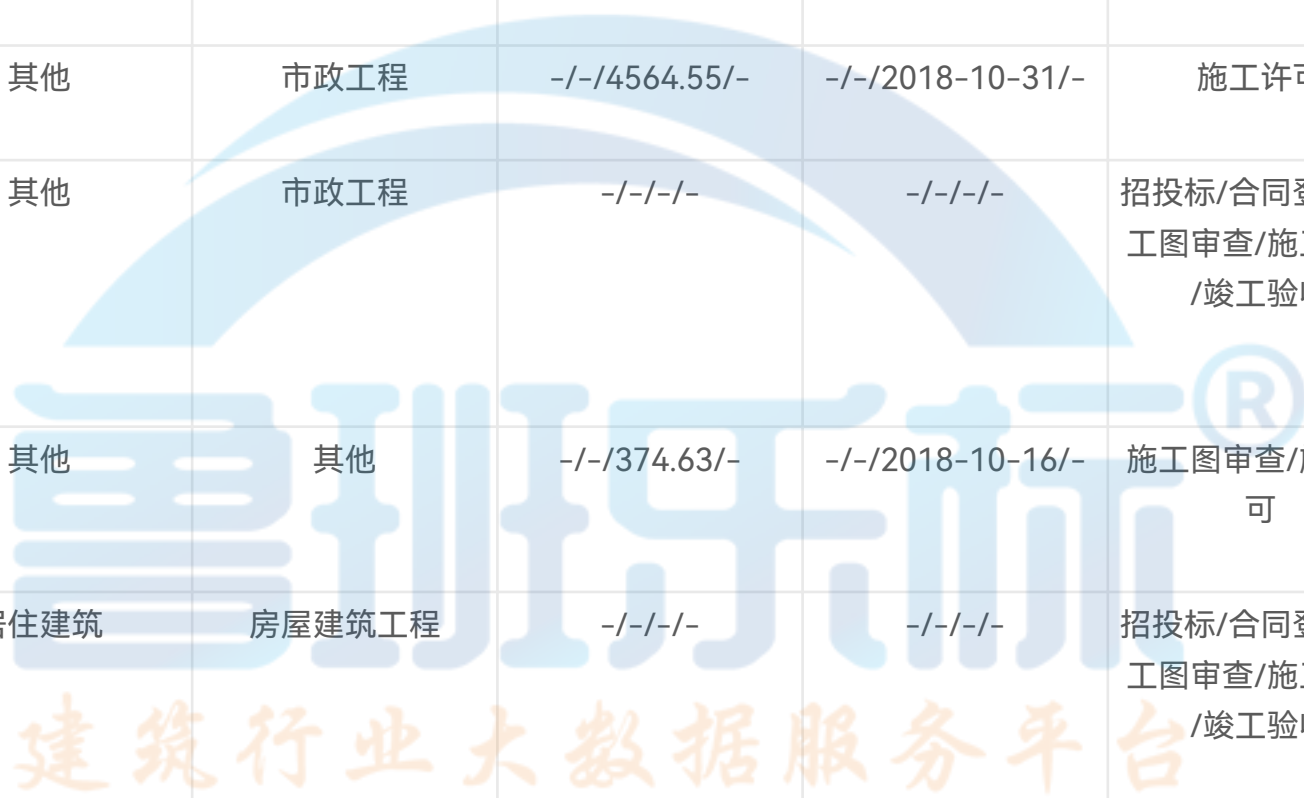 其他 市政工程 -/-/4564.55/- -/-/2018-10-31/- 施工许
其他 市政工程 -/-/-/- -/-/-/- 招投标/合同
工图审查/施
/竣工验
®
其他 其他 -/-/374.63/- -/-/2018-10-16/- 施工图审查/
可
住建筑 房屋建筑工程 -/-/-/- -/-/-/- 招投标/合同
工图审查/施
/竣工验
鲁班乐标
建筑行业大数据服务平台